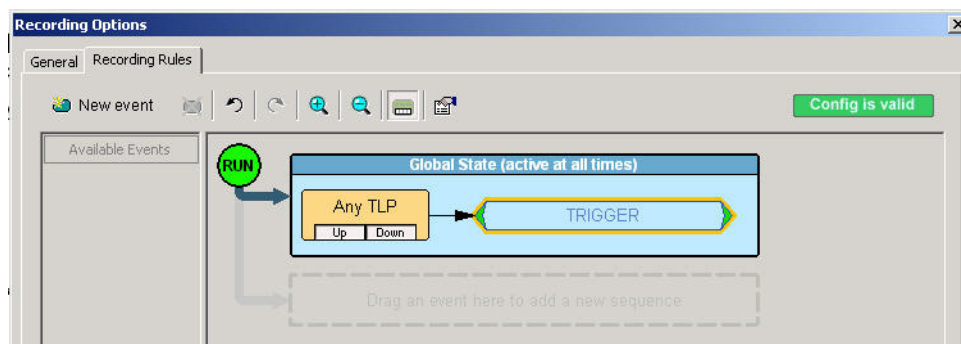 Recording Options
General Recording Rules
New event
Config is valid
Available Events
RUN
Global State (active at all times)
Any TLP
Up Down
TRIGGER
Drag an event here to add a new sequence